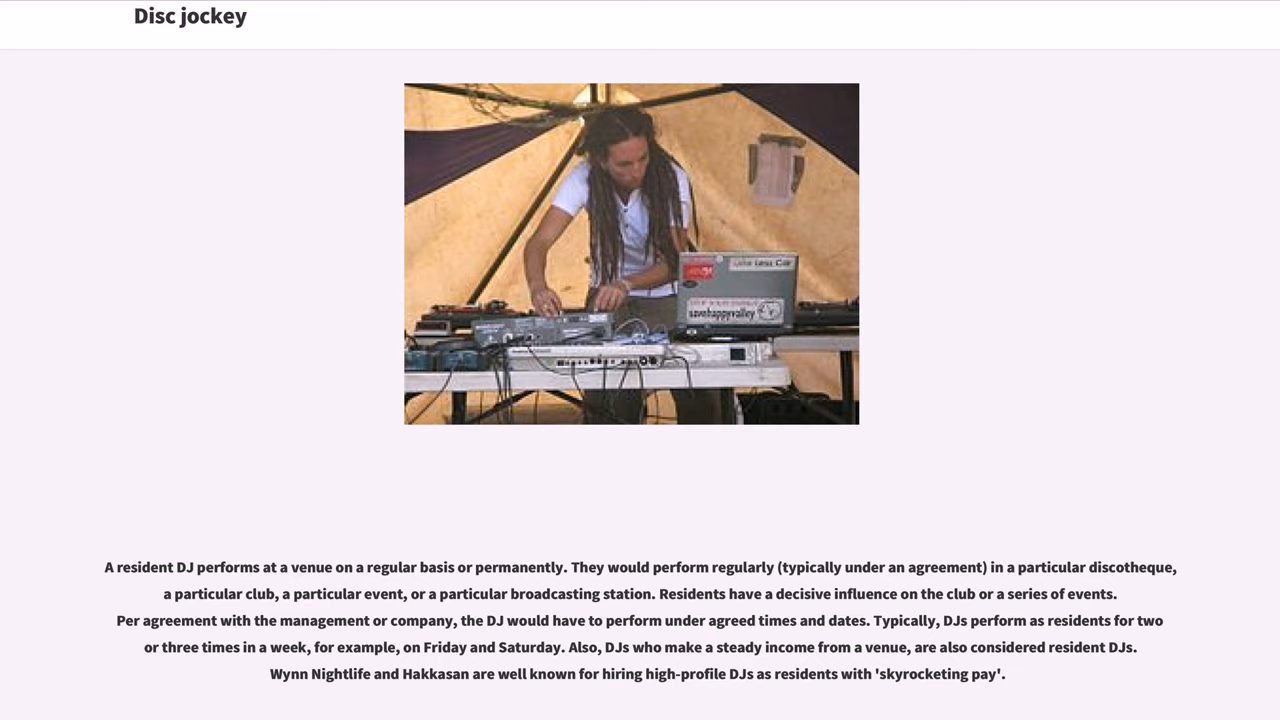 Disc jockey
one less car
savehappyvalley
A resident DJ performs at a venue on a regular basis or permanently. They would perform regularly (typically under an agreement) in a particular discotheque,
a particular club, a particular event, or a particular broadcasting station. Residents have a decisive influence on the club or a series of events.
Per agreement with the management or company, the DJ would have to perform under agreed times and dates. Typically, DJs perform as residents for two
or three times in a week, for example, on Friday and Saturday. Also, DJs who make a steady income from a venue, are also considered resident DJs.
Wynn Nightlife and Hakkasan are well known for hiring high-profile DJs as residents with 'skyrocketing pay'.